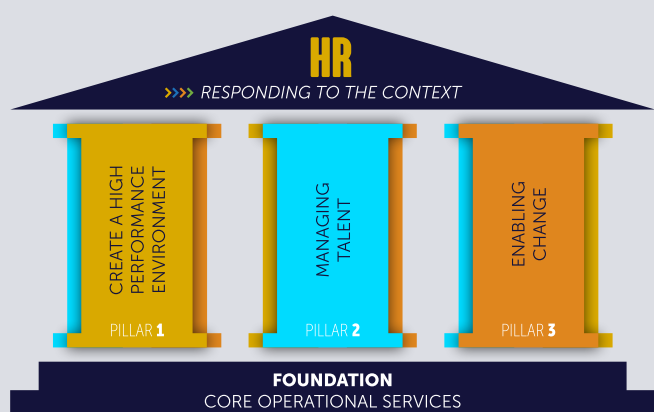 HR
RESPONDING TO THE CONTEXT
CREATE A HIGH
PERFORMANCE
ENVIRONMENT
PILLAR 1
MANAGING
TALENT
PILLAR 2
ENABLING
CHANGE
PILLAR 3
FOUNDATION
CORE OPERATIONAL SERVICES